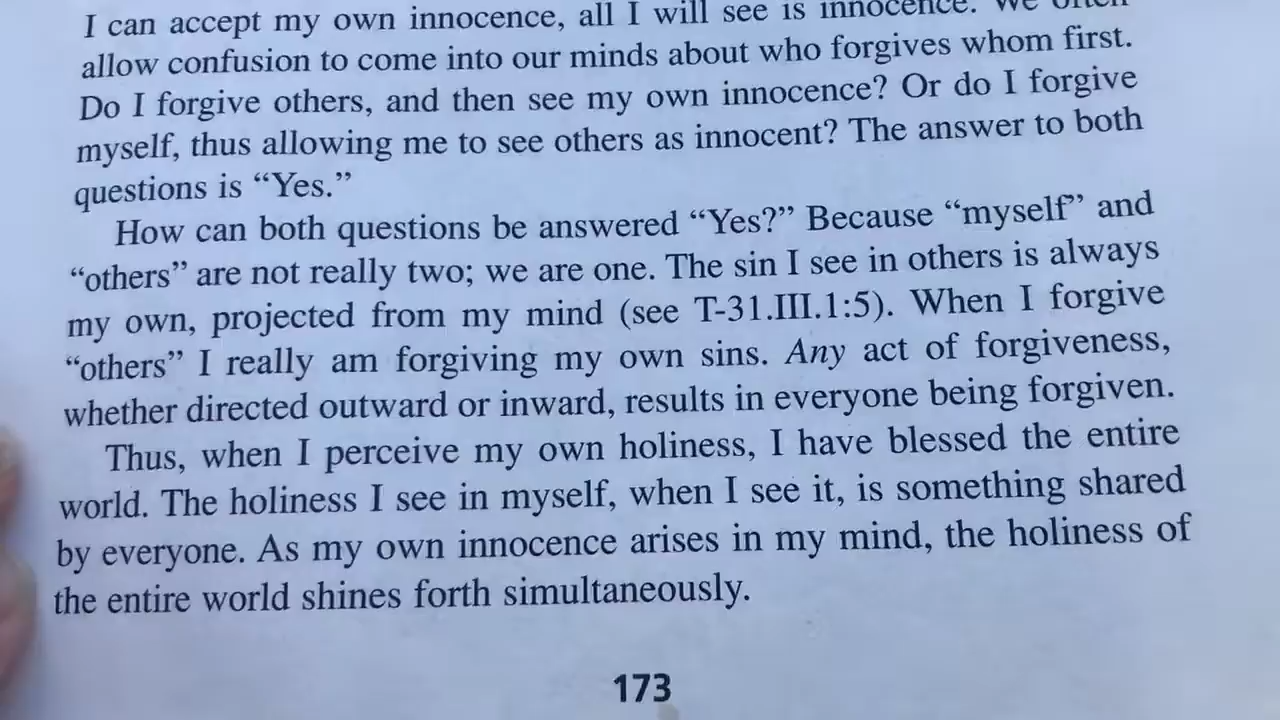 I can accept my own innocence, all I will see is innocence. We often
allow confusion to come into our minds about who forgives whom first.
Do I forgive others, and then see my own innocence? Or do I forgive
myself, thus allowing me to see others as innocent? The answer to both
questions is “Yes.”
How can both questions be answered “Yes?” Because “myself” and
“others” are not really two; we are one. The sin I see in others is always
my own, projected from my mind (see T-31.III.1:5). When I forgive
“others” I really am forgiving my own sins. Any act of forgiveness,
whether directed outward or inward, results in everyone being forgiven.
Thus, when I perceive my own holiness, I have blessed the entire
world. The holiness I see in myself, when I see it, is something shared
by everyone. As my own innocence arises in my mind, the holiness of
the entire world shines forth simultaneously.
173